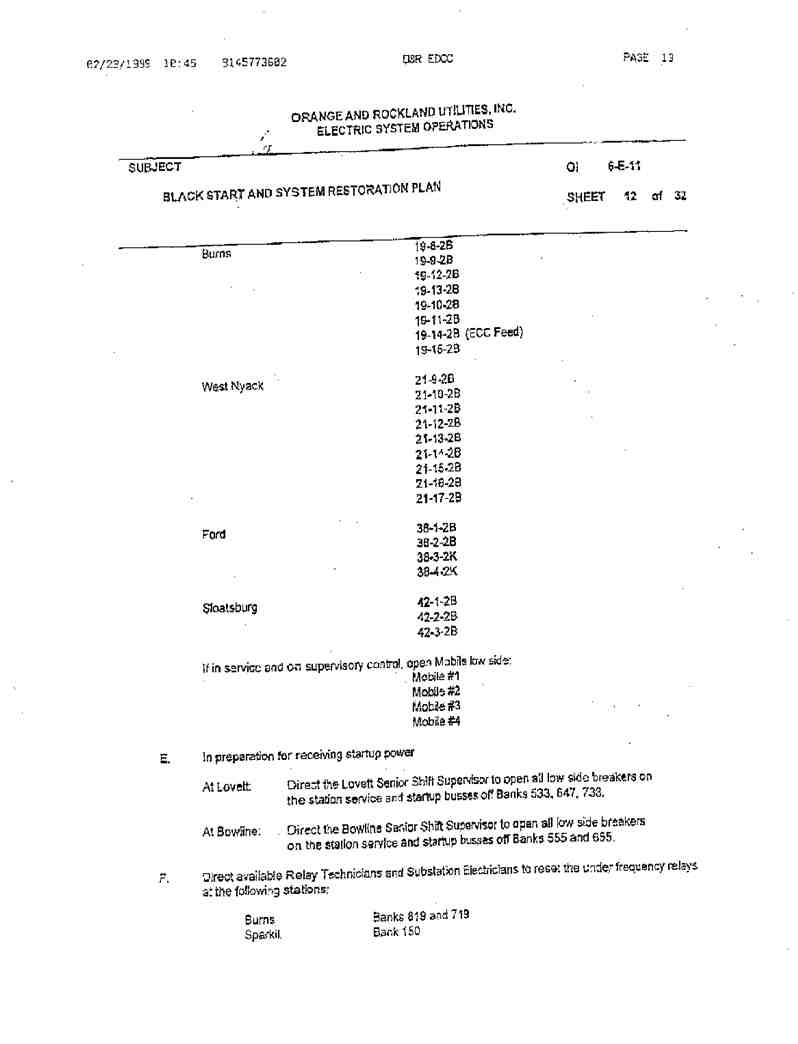 02/23/1999 10:45 9145773602 O&R EDCC PAGE 13
ORANGE AND ROCKLAND UTILITIES, INC.
ELECTRIC SYSTEM OPERATIONS
SUBJECT OI 6-E-11
BLACK START AND SYSTEM RESTORATION PLAN SHEET 12 of 32
Burns 19-8-2B
19-9-2B
19-12-2B
19-13-2B
19-10-2B
19-11-2B
19-14-2B (ECC Feed)
19-15-2B
West Nyack 21-9-2B
21-10-2B
21-11-2B
21-12-2B
21-13-2B
21-14-2B
21-15-2B
21-16-2B
21-17-2B
Ford 38-1-2B
38-2-2B
38-3-2K
38-4-2K
Sloatsburg 42-1-2B
42-2-2B
42-3-2B
If in service and on supervisory control, open Mobile low side:
Mobile #1
Mobile #2
Mobile #3
Mobile #4
E. In preparation for receiving startup power
At Lovett: Direct the Lovett Senior Shift Supervisor to open all low side breakers on
the station service and startup busses off Banks 533, 647, 738.
At Bowline: Direct the Bowline Senior Shift Supervisor to open all low side breakers
on the station service and startup busses off Banks 555 and 655.
F. Direct available Relay Technicians and Substation Electricians to reset the under frequency relays
at the following stations:
Burns Banks 819 and 719
Sparkill Bank 150